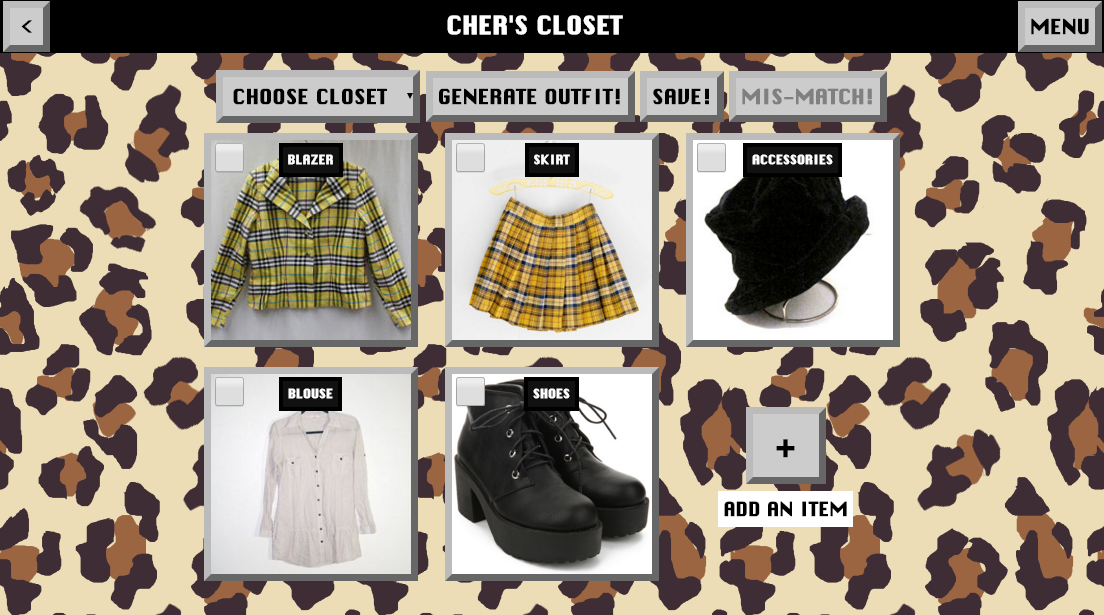 <
CHER'S CLOSET
MENU
CHOOSE CLOSET
GENERATE OUTFIT!
SAVE!
MIS-MATCH!
BLAZER
SKIRT
ACCESSORIES
BLOUSE
SHOES
+
ADD AN ITEM